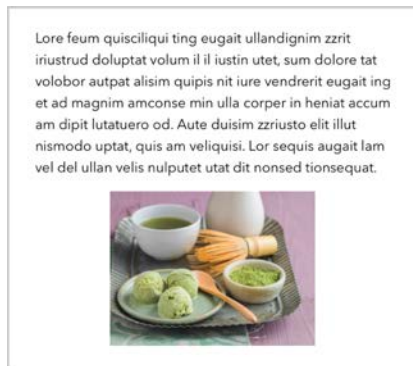 Lore feum quisciliqui ting eugait ullandignim zzrit
iriustrud doluptat volum il il iustin utet, sum dolore tat
volobor autpat alisim quipis nit iure vendrerit eugait ing
et ad magnim amconse min ulla corper in heniat accum
am dipit lutatuero od. Aute duisim zzriusto elit illut
nismodo uptat, quis am veliquisi. Lor sequis augait lam
vel del ullan velis nulputet utat dit nonsed tionsequat.